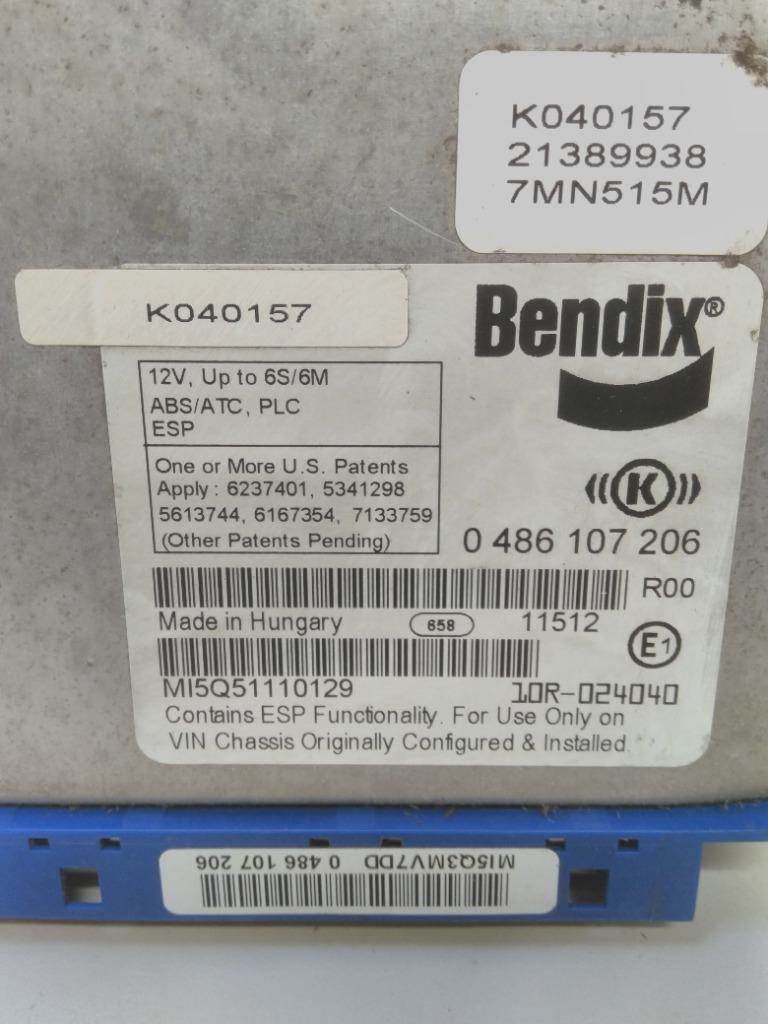 K040157
21389938
7MN515M
K040157
Bendix®
12V, Up to 6S/6M
ABS/ATC, PLC
ESP
One or More U.S. Patents
Apply : 6237401, 5341298
5613744, 6167354, 7133759
(Other Patents Pending)
K
0 486 107 206
R00
Made in Hungary 658 11512
E1
MI5Q51110129 10R-024040
Contains ESP Functionality. For Use Only on
VIN Chassis Originally Configured & Installed.
MI5Q3MV7DD 0 486 107 206